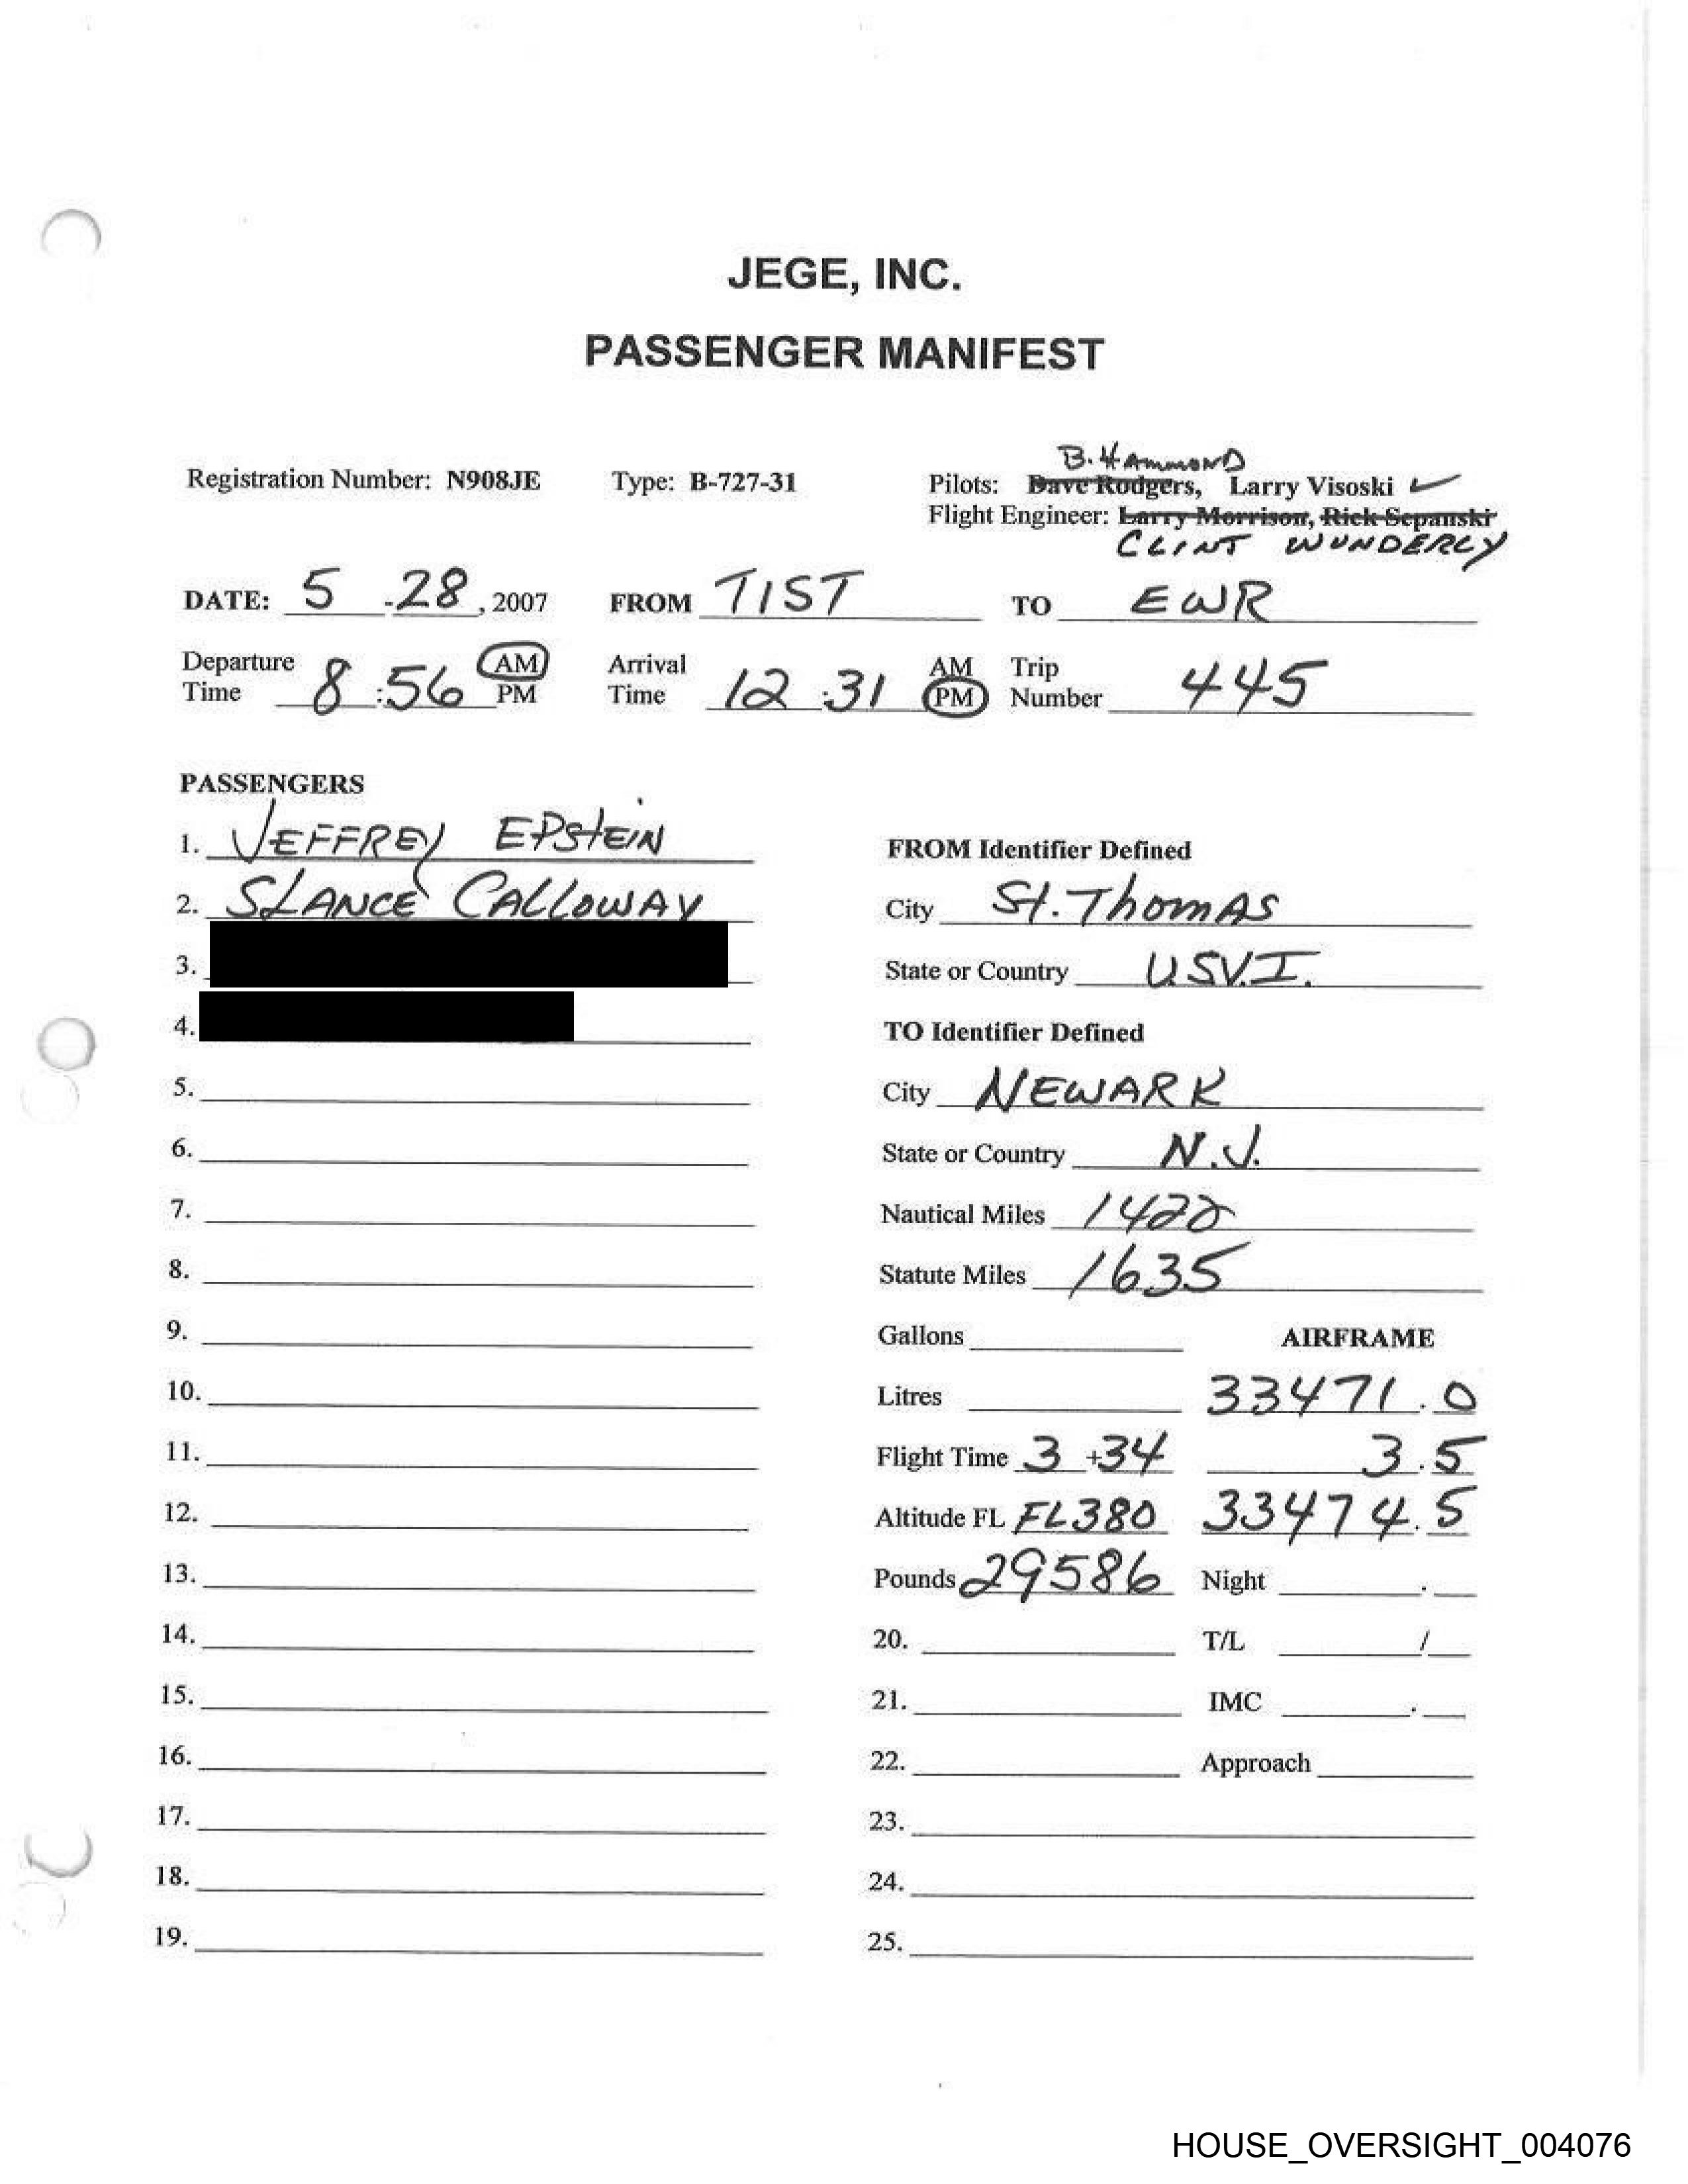 JEGE, INC.
PASSENGER MANIFEST
B. HAMMOND
Registration Number: N908JE Type: B-727-31 Pilots: Dave Rodgers, Larry Visoski ✓
Flight Engineer: Larry Morrison, Rick Sepanski
CLINT WUNDERLY
DATE: 5 -28, 2007 FROM TIST TO EWR
Departure Time 8:56 AM PM Arrival Time 12:31 AM PM Trip Number 445
PASSENGERS
1. JEFFREY EPSTEIN
2. SLANCE CALLOWAY
3.
4.
5.
6.
7.
8.
9.
10.
11.
12.
13.
14.
15.
16.
17.
18.
19.
FROM Identifier Defined
City St. Thomas
State or Country U.S.V.I.
TO Identifier Defined
City NEWARK
State or Country N.J.
Nautical Miles 1422
Statute Miles 1635
Gallons AIRFRAME
Litres 33471.0
Flight Time 3 +34 3.5
Altitude FL FL380 33474.5
Pounds 29586 Night .
20. T/L /
21. IMC .
22. Approach
23.
24.
25.
HOUSE_OVERSIGHT_004076